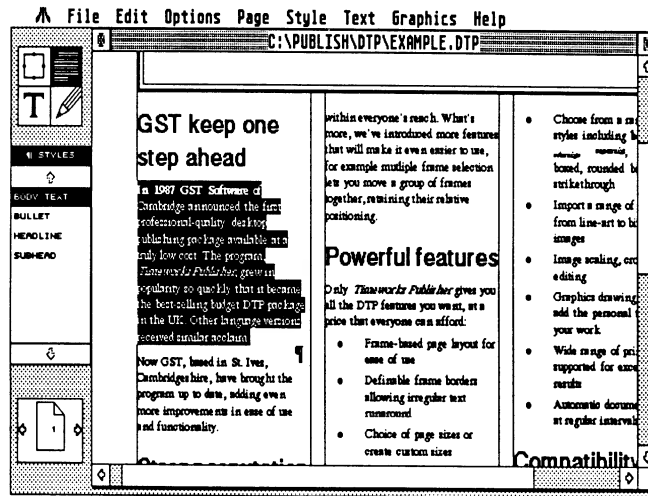 File Edit Options Page Style Text Graphics Help
C:\PUBLISH\DTP\EXAMPLE.DTP
T
¶ STYLES
BODY TEXT
BULLET
HEADLINE
SUBHEAD
1
GST keep one
step ahead
In 1987 GST Software of
Cambridge announced the first
professional-quality desktop
publishing package available at a
truly low cost. The program,
Timeworks Publisher, grew in
popularity so quickly that it became
the best-selling budget DTP package
in the UK. Other language versions
received similar acclaim.
¶
Now GST, based in St. Ives,
Cambridgeshire, have brought the
program up to date, adding even
more improvements in ease of use
and functionality.
within everyone's reach. What's
more, we've introduced more features
that will make it even easier to use,
for example multiple frame selection
lets you move a group of frames
together, retaining their relative
positioning.
Powerful features
Only Timeworks Publisher gives you
all the DTP features you want, at a
price that everyone can afford:
• Frame-based page layout for
ease of use
• Definable frame borders
allowing irregular text
runaround
• Choice of page sizes or
create custom sizes
• Choose from a
styles including
boxed, rounded
strikethrough
• Import a range of
from line-art to
images
• Image scaling,
editing
• Graphics drawing
add the personal
your work
• Wide range of
supported for
results
• Automatic
at regular
Compatibility